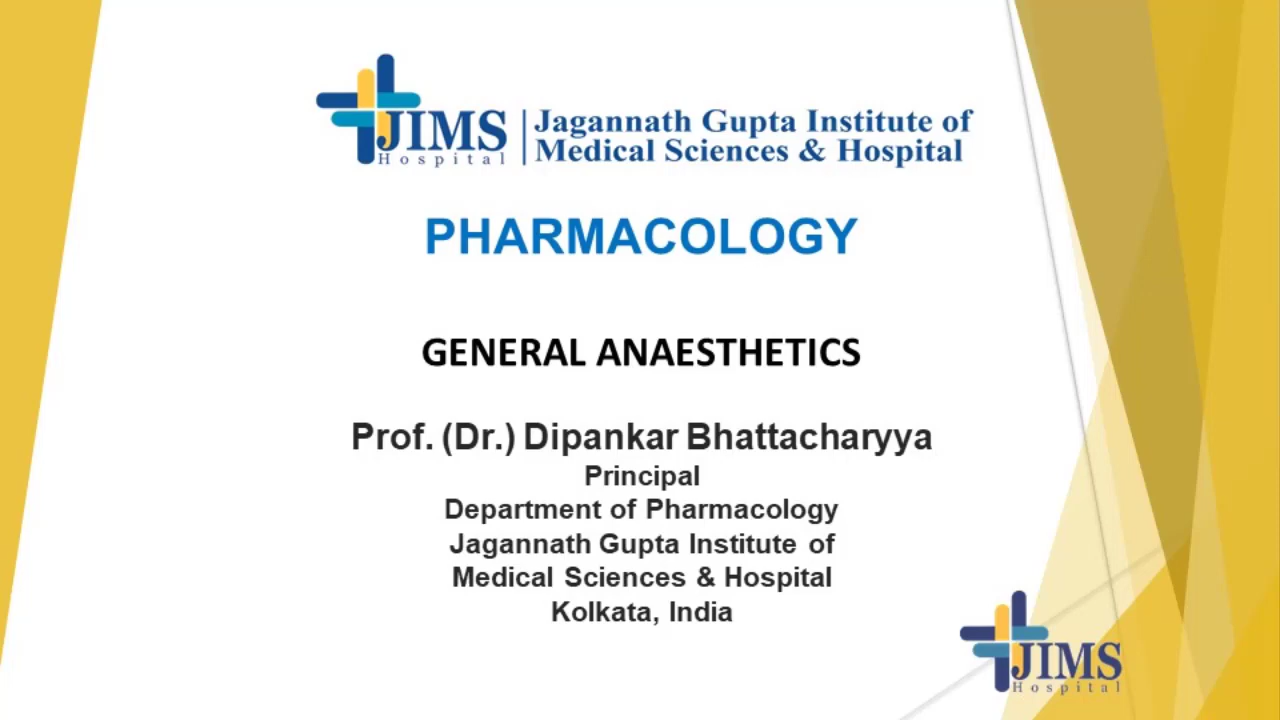 JIMS
Hospital
Jagannath Gupta Institute of
Medical Sciences & Hospital
PHARMACOLOGY
GENERAL ANAESTHETICS
Prof. (Dr.) Dipankar Bhattacharyya
Principal
Department of Pharmacology
Jagannath Gupta Institute of
Medical Sciences & Hospital
Kolkata, India
JIMS
Hospital